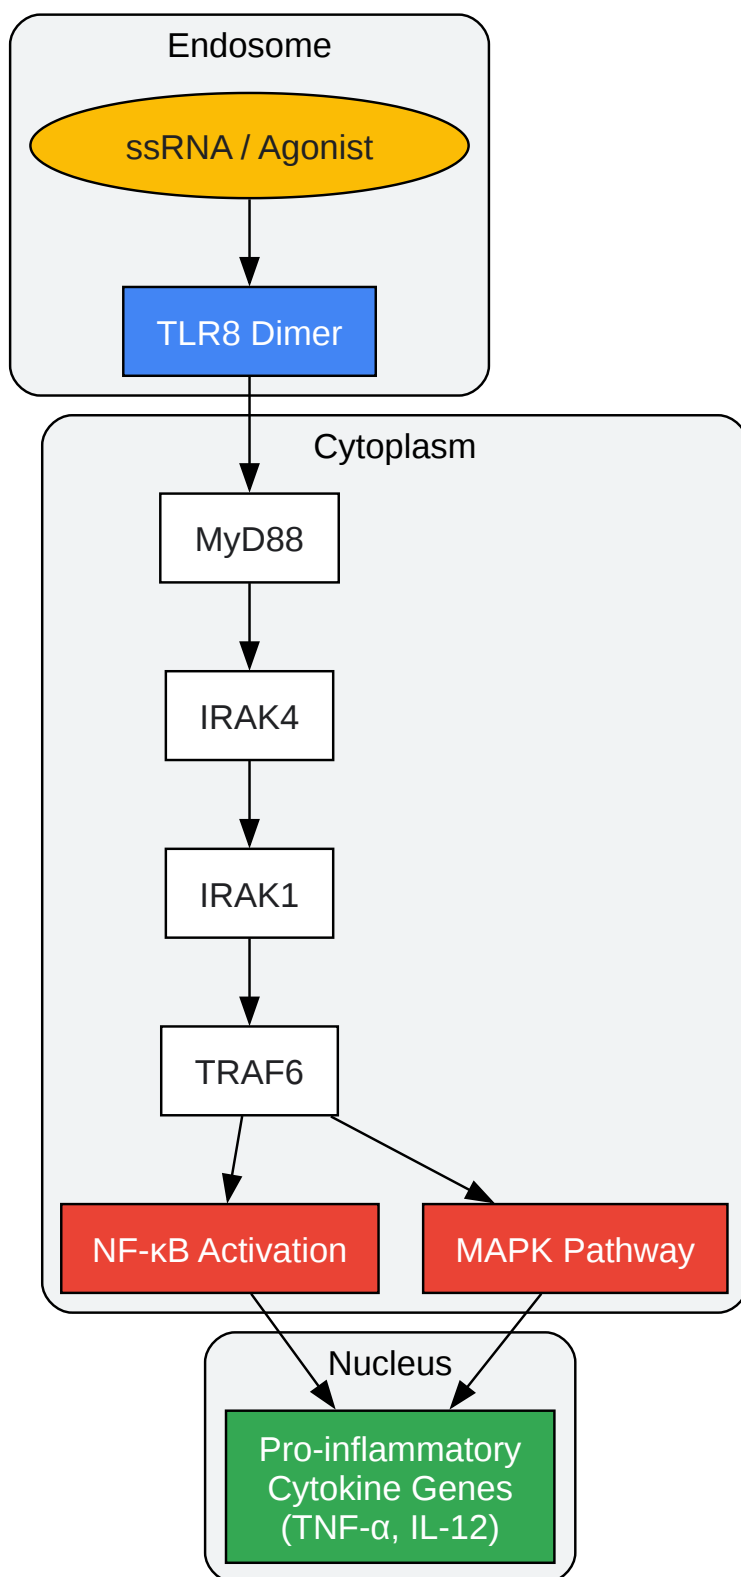 Endosome
ssRNA / Agonist
TLR8 Dimer
Cytoplasm
MyD88
IRAK4
IRAK1
TRAF6
NF-κB Activation
MAPK Pathway
Nucleus
Pro-inflammatory
Cytokine Genes
(TNF-α, IL-12)